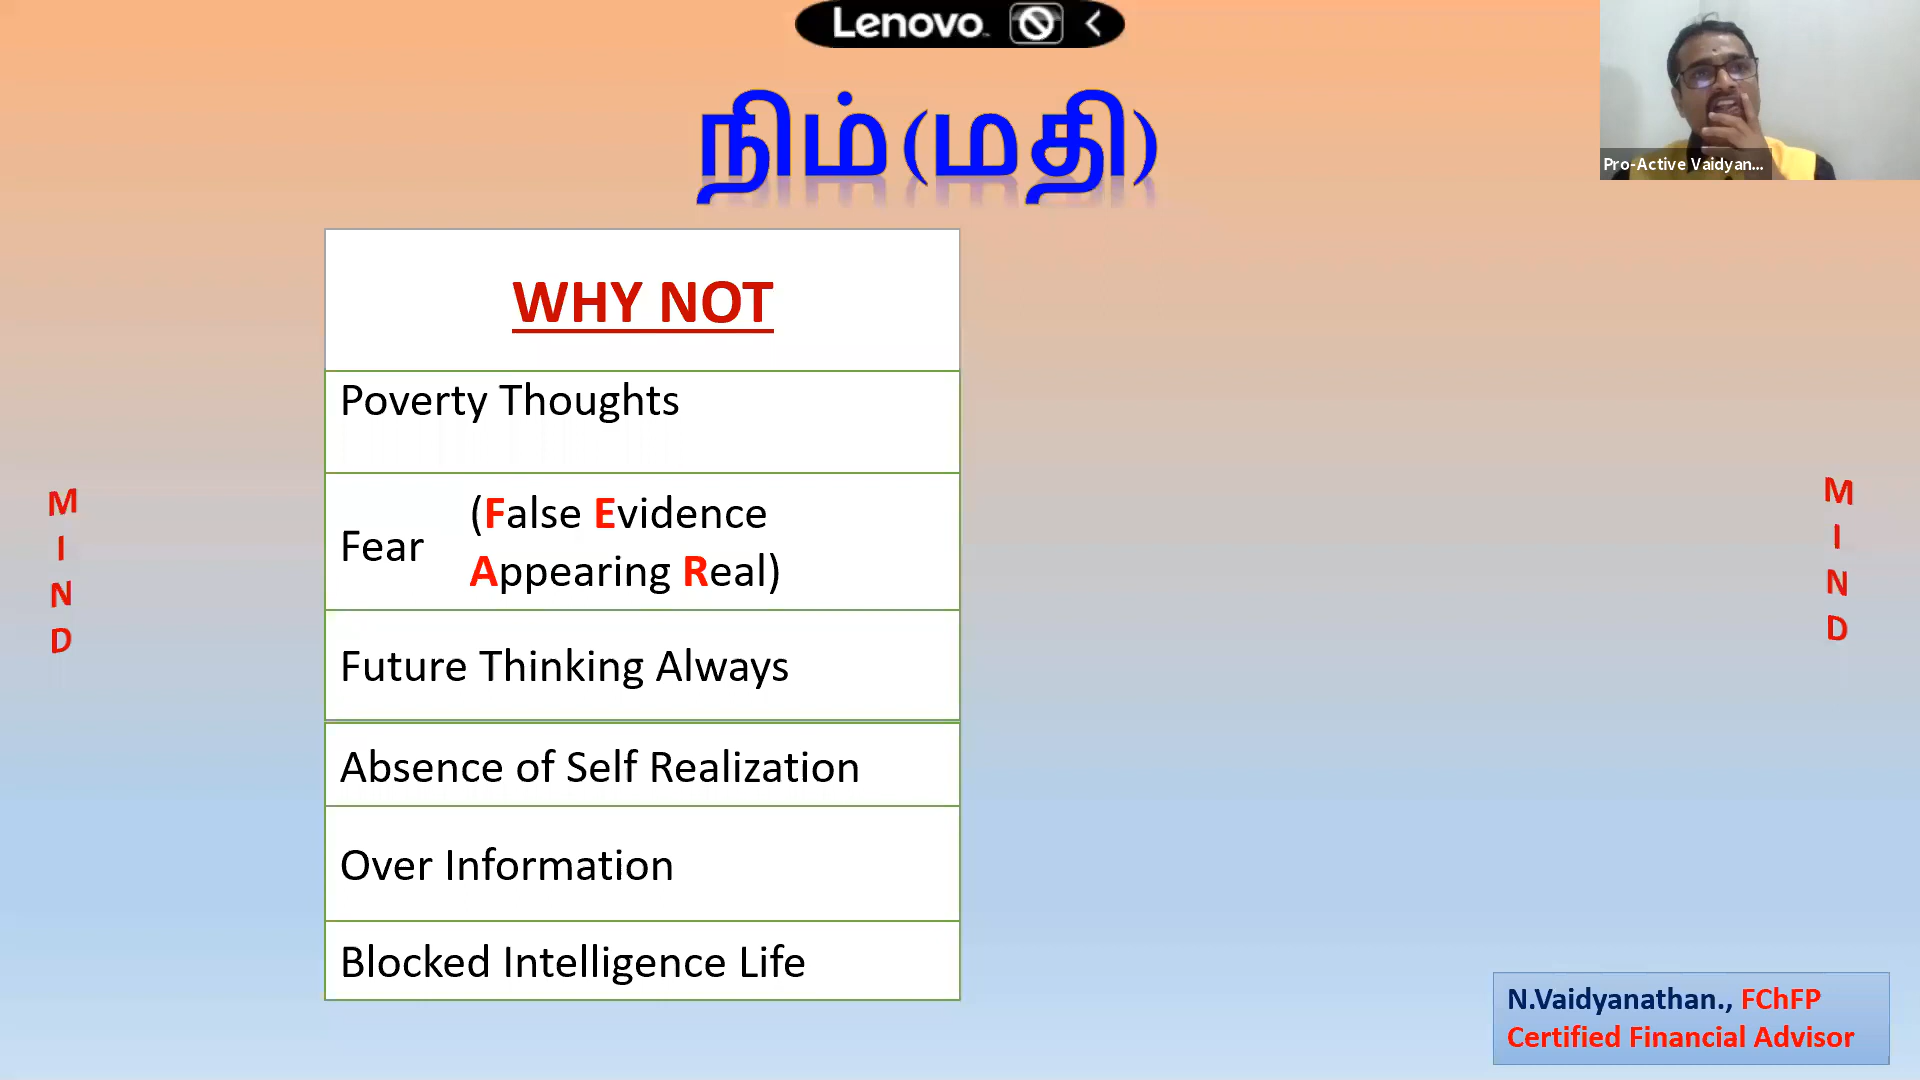 Lenovo
நிம்(மதி)
Pro-Active Vaidyan...
WHY NOT
Poverty Thoughts
Fear (False Evidence
Appearing Real)
Future Thinking Always
Absence of Self Realization
Over Information
Blocked Intelligence Life
M
I
N
D
M
I
N
D
N.Vaidyanathan., FChFP
Certified Financial Advisor